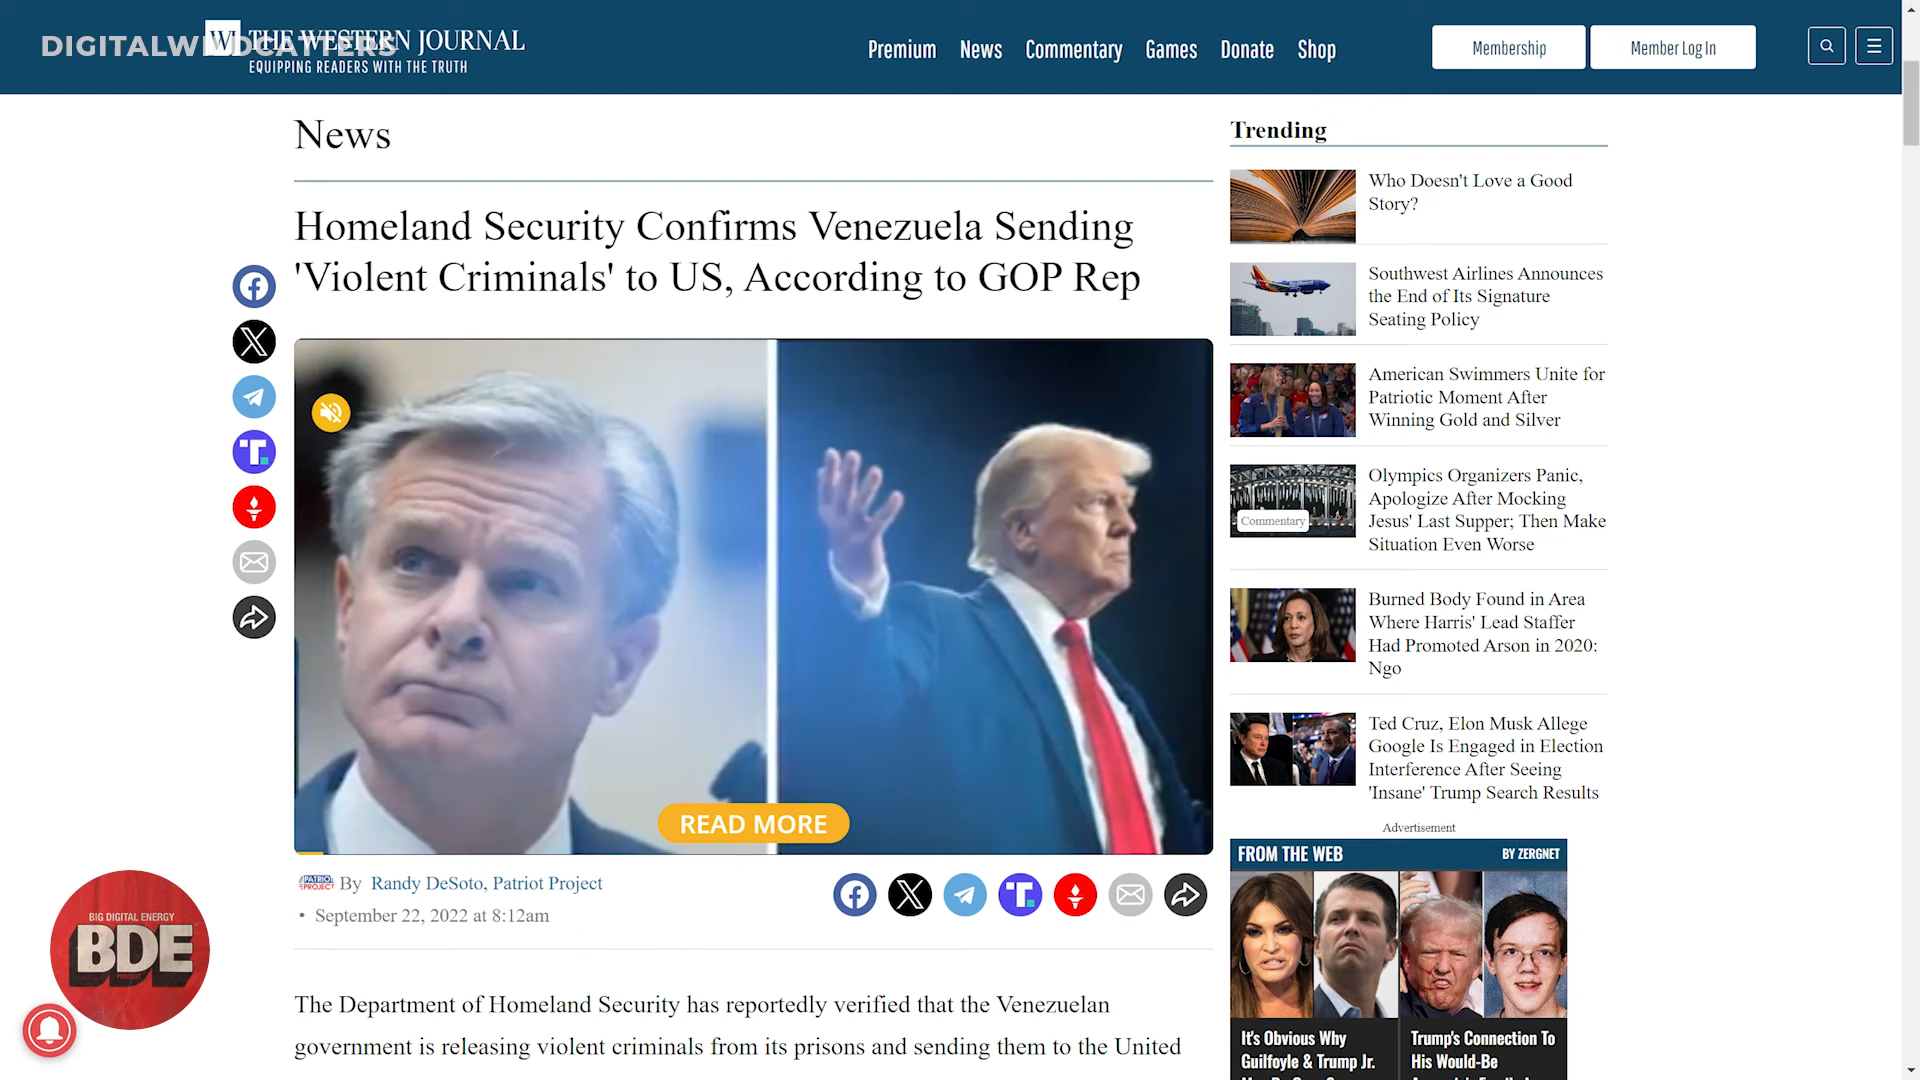 DIGITALWILDCATTERS
W THE WESTERN JOURNAL
EQUIPPING READERS WITH THE TRUTH
Premium
News
Commentary
Games
Donate
Shop
Membership
Member Log In
News
Homeland Security Confirms Venezuela Sending
'Violent Criminals' to US, According to GOP Rep
READ MORE
PATRIOT
PROJECT
By Randy DeSoto, Patriot Project
• September 22, 2022 at 8:12am
The Department of Homeland Security has reportedly verified that the Venezuelan
government is releasing violent criminals from its prisons and sending them to the United
Trending
Who Doesn't Love a Good
Story?
Southwest Airlines Announces
the End of Its Signature
Seating Policy
American Swimmers Unite for
Patriotic Moment After
Winning Gold and Silver
Commentary
Olympics Organizers Panic,
Apologize After Mocking
Jesus' Last Supper; Then Make
Situation Even Worse
Burned Body Found in Area
Where Harris' Lead Staffer
Had Promoted Arson in 2020:
Ngo
Ted Cruz, Elon Musk Allege
Google Is Engaged in Election
Interference After Seeing
'Insane' Trump Search Results
Advertisement
FROM THE WEB
BY ZERGNET
It's Obvious Why
Guilfoyle & Trump Jr.
Trump's Connection To
His Would-Be
BIG DIGITAL ENERGY
BDE
PODCAST